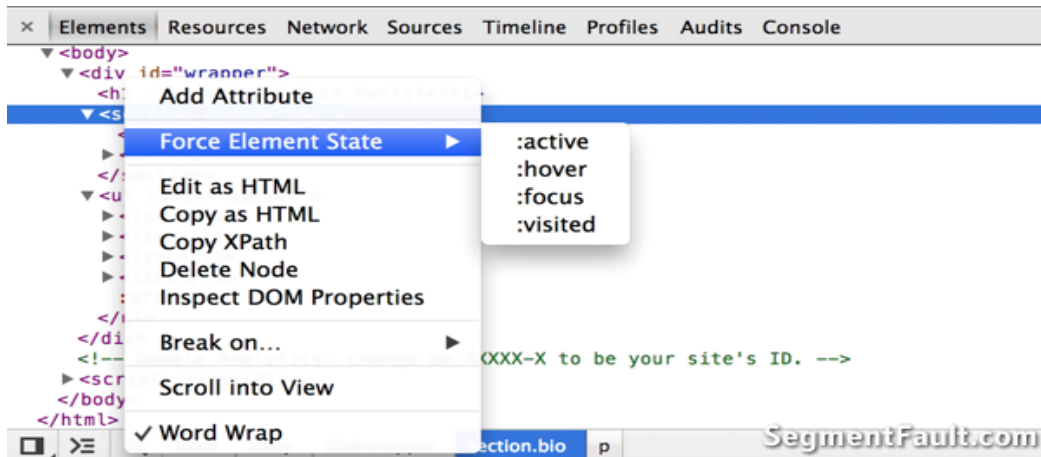 × Elements Resources Network Sources Timeline Profiles Audits Console
▼<body>
▼<div id="wrapper">
<h
Add Attribute
▼<s
Force Element State ▶
:active
:hover
:focus
:visited
</
Edit as HTML
▼<u
Copy as HTML
Copy XPath
Delete Node
Inspect DOM Properties
</
</di
Break on... ▶
<!--
XXXX-X to be your site's ID. -->
▶<scr
Scroll into View
</body
</html>
✓ Word Wrap
ection.bio p
SegmentFault.com